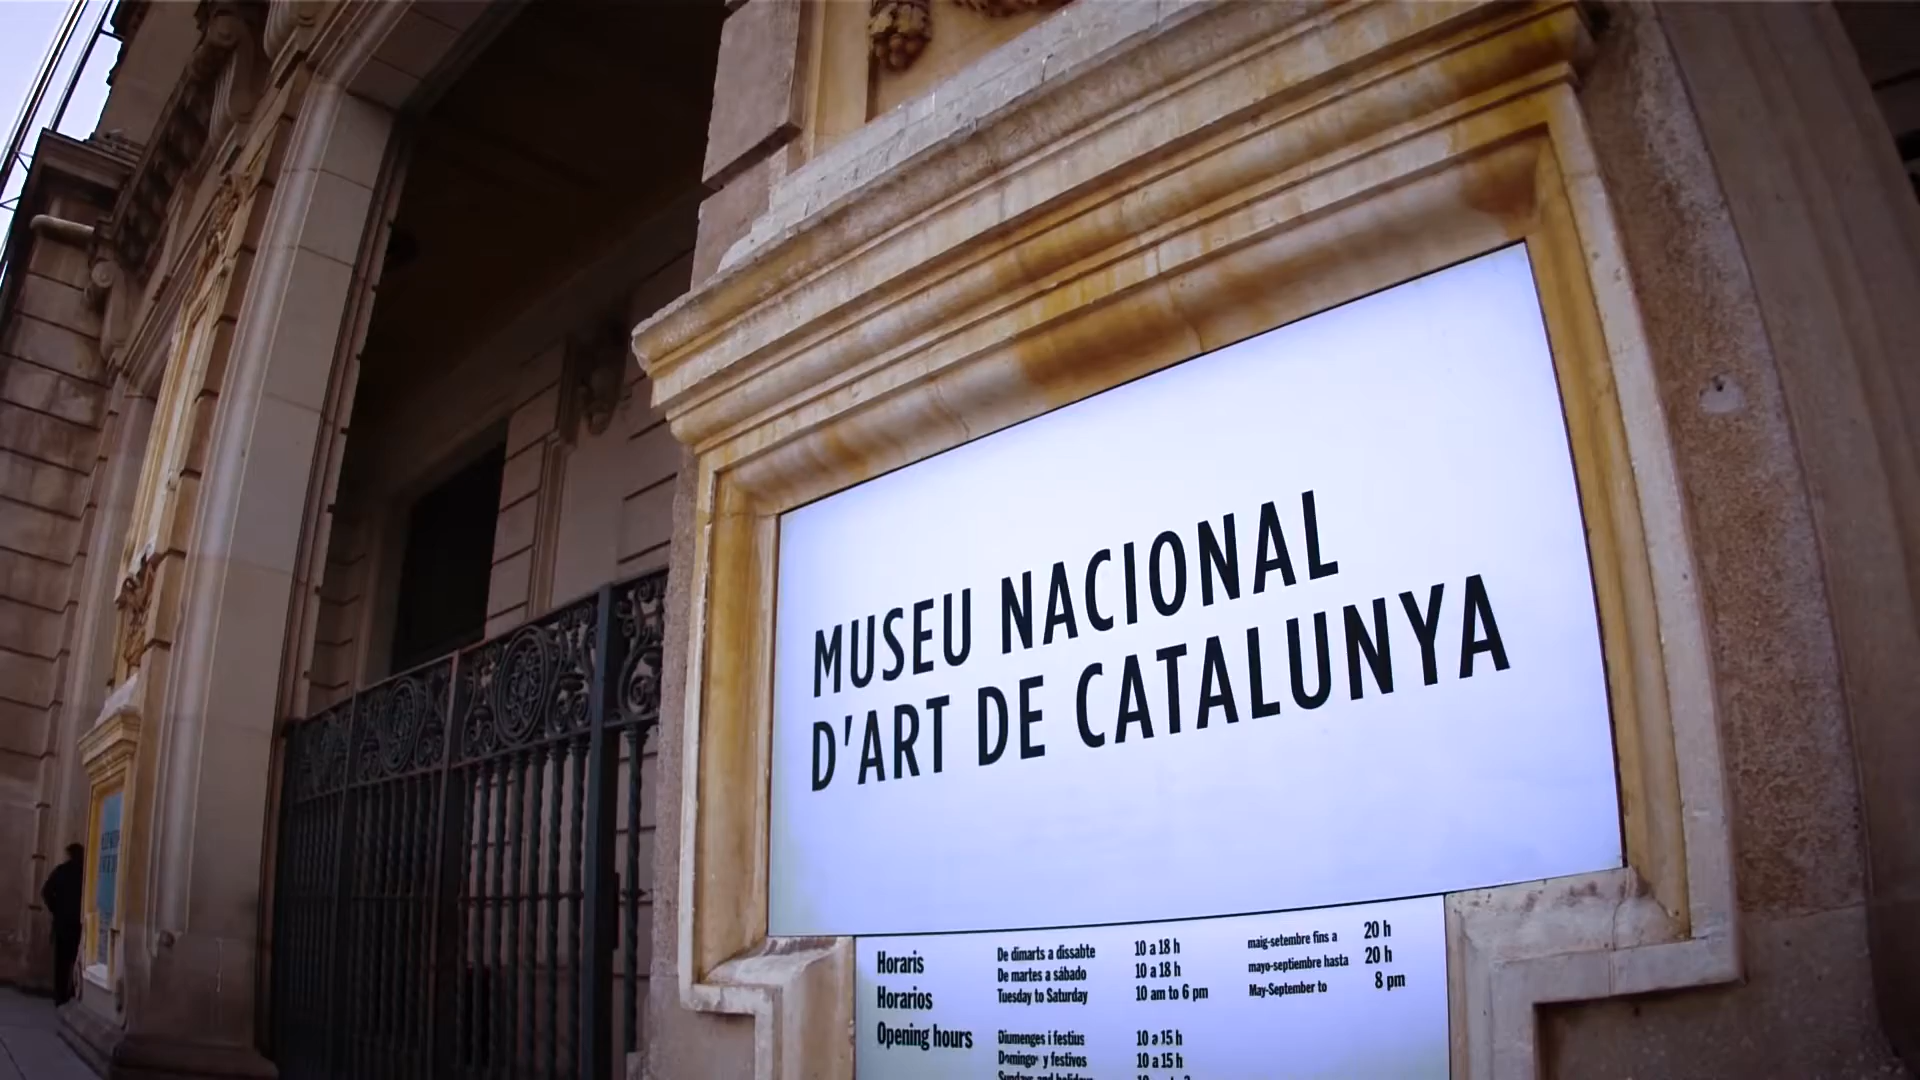 MUSEU NACIONAL
D'ART DE CATALUNYA
Horaris De dimarts a dissabte 10 a 18 h maig-setembre fins a 20 h
Horarios De martes a sábado 10 a 18 h mayo-septiembre hasta 20 h
Opening hours Tuesday to Saturday 10 am to 6 pm May-September to 8 pm
Diumenges i festius 10 a 15 h
Domingo y festivos 10 a 15 h